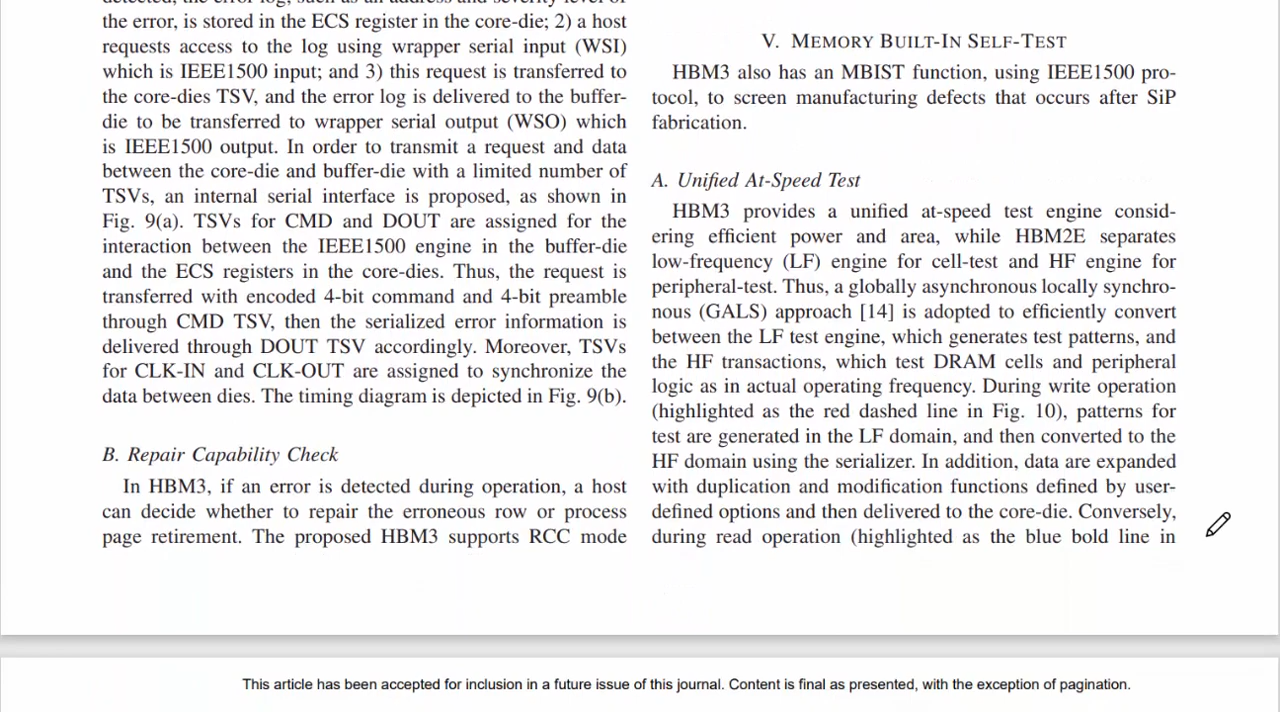 detected, the error log, such as an address and severity level of
the error, is stored in the ECS register in the core-die; 2) a host
requests access to the log using wrapper serial input (WSI)
which is IEEE1500 input; and 3) this request is transferred to
the core-dies TSV, and the error log is delivered to the buffer-
die to be transferred to wrapper serial output (WSO) which
is IEEE1500 output. In order to transmit a request and data
between the core-die and buffer-die with a limited number of
TSVs, an internal serial interface is proposed, as shown in
Fig. 9(a). TSVs for CMD and DOUT are assigned for the
interaction between the IEEE1500 engine in the buffer-die
and the ECS registers in the core-dies. Thus, the request is
transferred with encoded 4-bit command and 4-bit preamble
through CMD TSV, then the serialized error information is
delivered through DOUT TSV accordingly. Moreover, TSVs
for CLK-IN and CLK-OUT are assigned to synchronize the
data between dies. The timing diagram is depicted in Fig. 9(b).
B. Repair Capability Check
In HBM3, if an error is detected during operation, a host
can decide whether to repair the erroneous row or process
page retirement. The proposed HBM3 supports RCC mode
V. MEMORY BUILT-IN SELF-TEST
HBM3 also has an MBIST function, using IEEE1500 pro-
tocol, to screen manufacturing defects that occurs after SiP
fabrication.
A. Unified At-Speed Test
HBM3 provides a unified at-speed test engine consid-
ering efficient power and area, while HBM2E separates
low-frequency (LF) engine for cell-test and HF engine for
peripheral-test. Thus, a globally asynchronous locally synchro-
nous (GALS) approach [14] is adopted to efficiently convert
between the LF test engine, which generates test patterns, and
the HF transactions, which test DRAM cells and peripheral
logic as in actual operating frequency. During write operation
(highlighted as the red dashed line in Fig. 10), patterns for
test are generated in the LF domain, and then converted to the
HF domain using the serializer. In addition, data are expanded
with duplication and modification functions defined by user-
defined options and then delivered to the core-die. Conversely,
during read operation (highlighted as the blue bold line in
This article has been accepted for inclusion in a future issue of this journal. Content is final as presented, with the exception of pagination.